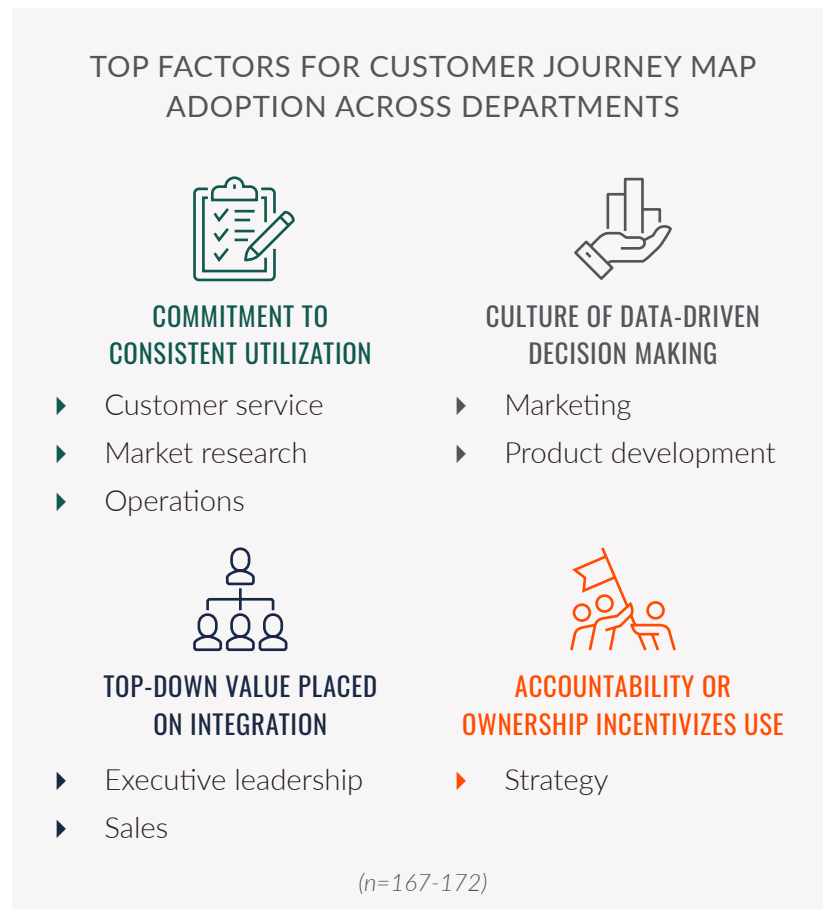 TOP FACTORS FOR CUSTOMER JOURNEY MAP
ADOPTION ACROSS DEPARTMENTS
COMMITMENT TO
CONSISTENT UTILIZATION
Customer service
Market research
Operations
CULTURE OF DATA-DRIVEN
DECISION MAKING
Marketing
Product development
TOP-DOWN VALUE PLACED
ON INTEGRATION
Executive leadership
Sales
ACCOUNTABILITY OR
OWNERSHIP INCENTIVIZES USE
Strategy
(n=167-172)